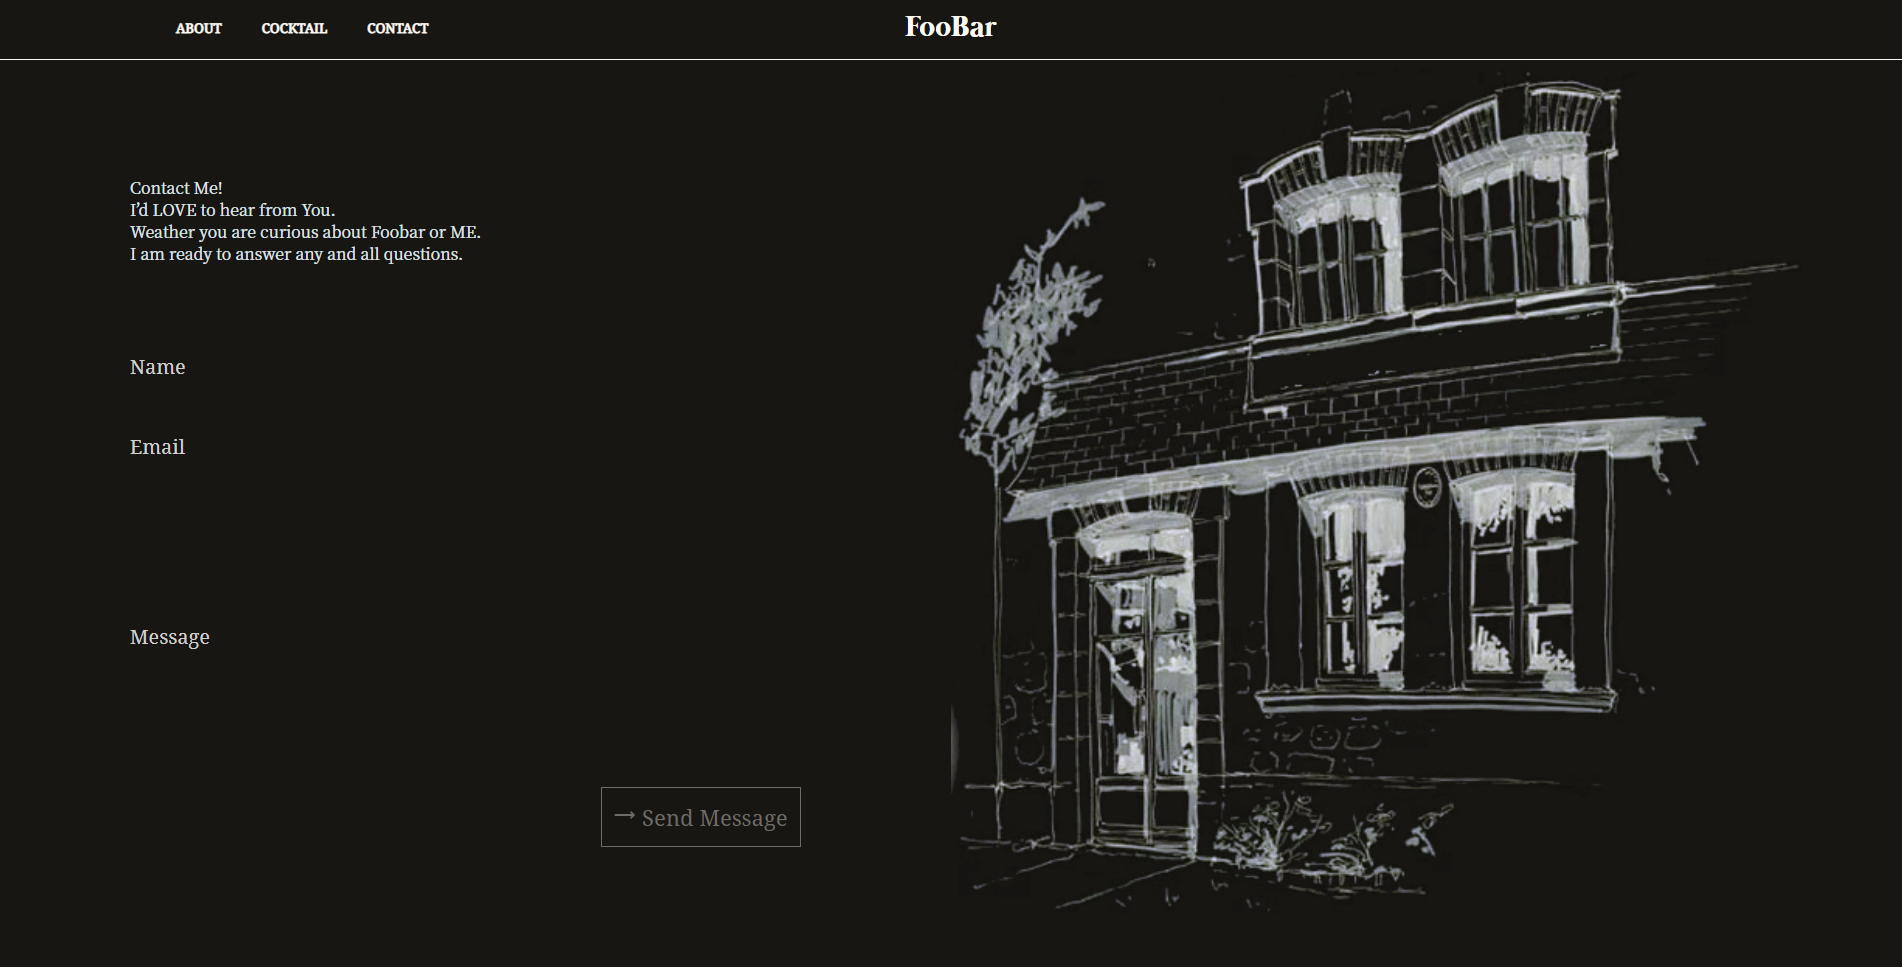 ABOUT COCKTAIL CONTACT FooBar
Contact Me!
I'd LOVE to hear from You.
Weather you are curious about Foobar or ME.
I am ready to answer any and all questions.
Name
Email
Message
→ Send Message